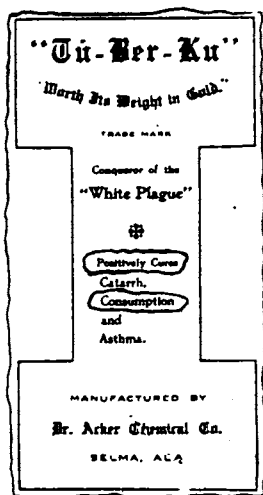 "Tu-Ber-Ku"
"Worth Its Weight in Gold."
TRADE MARK
Conqueror of the
"White Plague"
Positively Cures
Catarrh,
Consumption
and
Asthma.
MANUFACTURED BY
Dr. Acker Chemical Co.
SELMA, ALA